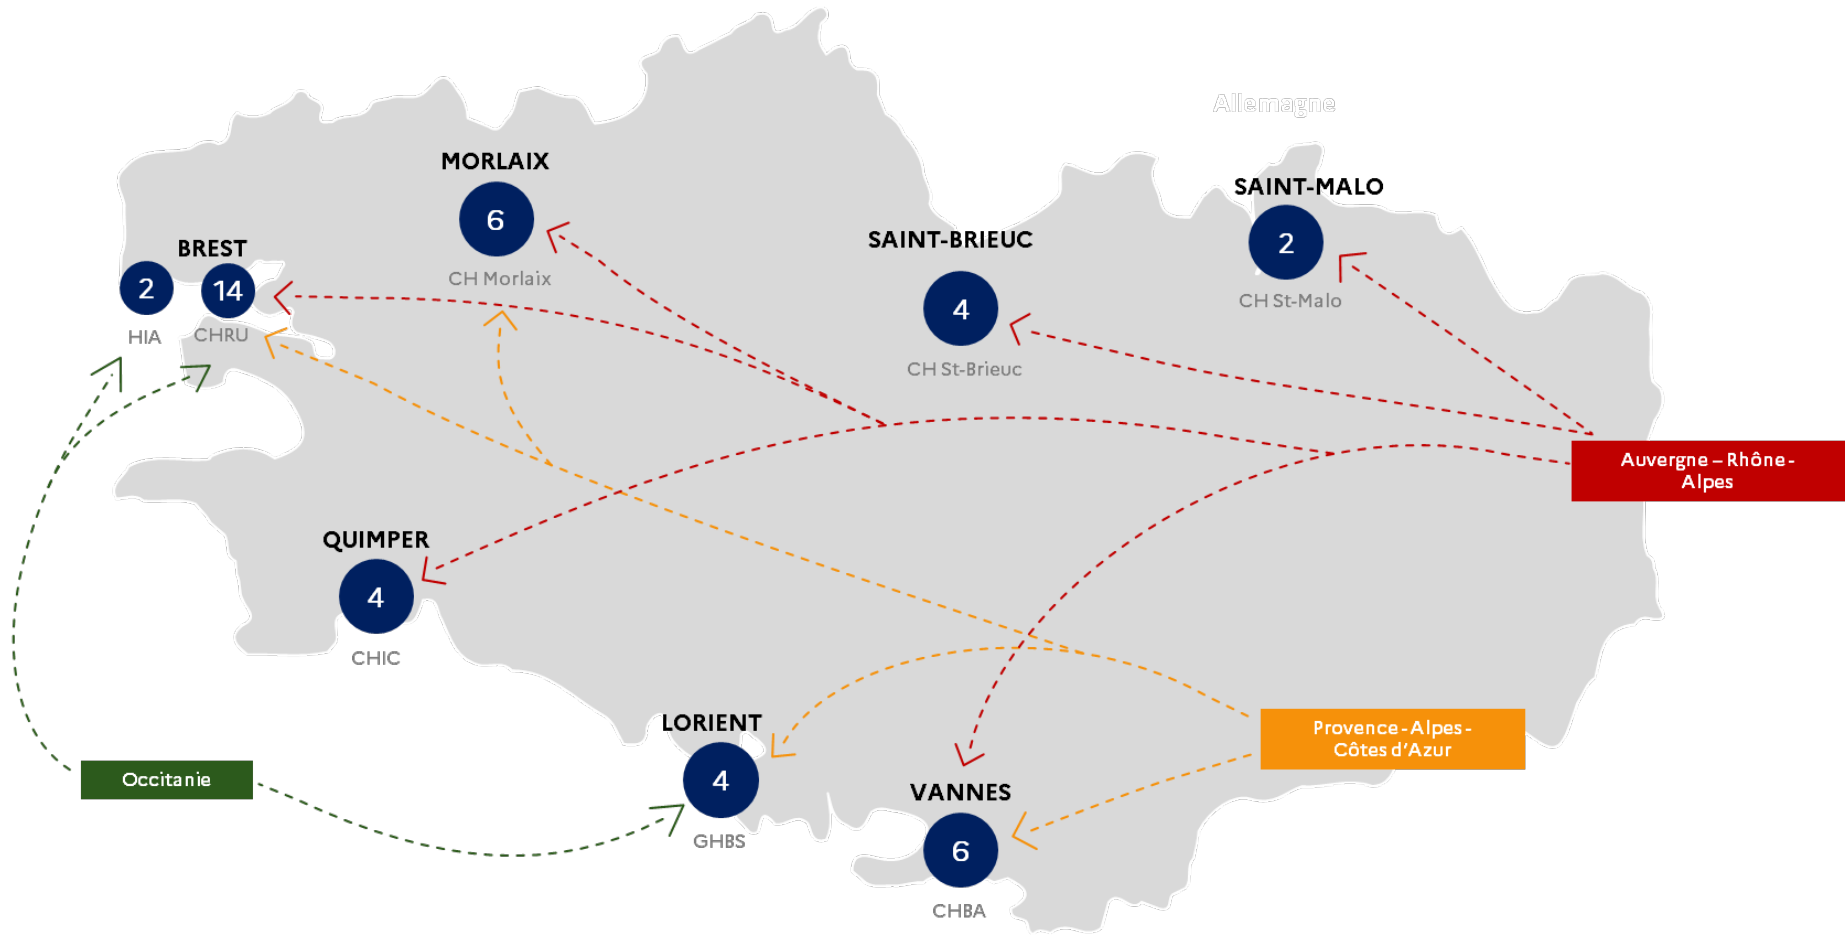 Allemagne
MORLAIX
6
CH Morlaix
SAINT-MALO
2
CH St-Malo
BREST
2
14
HIA
CHRU
SAINT-BRIEUC
4
CH St-Brieuc
Auvergne – Rhône -
Alpes
QUIMPER
4
CHIC
LORIENT
4
GHBS
Provence - Alpes -
Côtes d’Azur
Occitanie
VANNES
6
CHBA